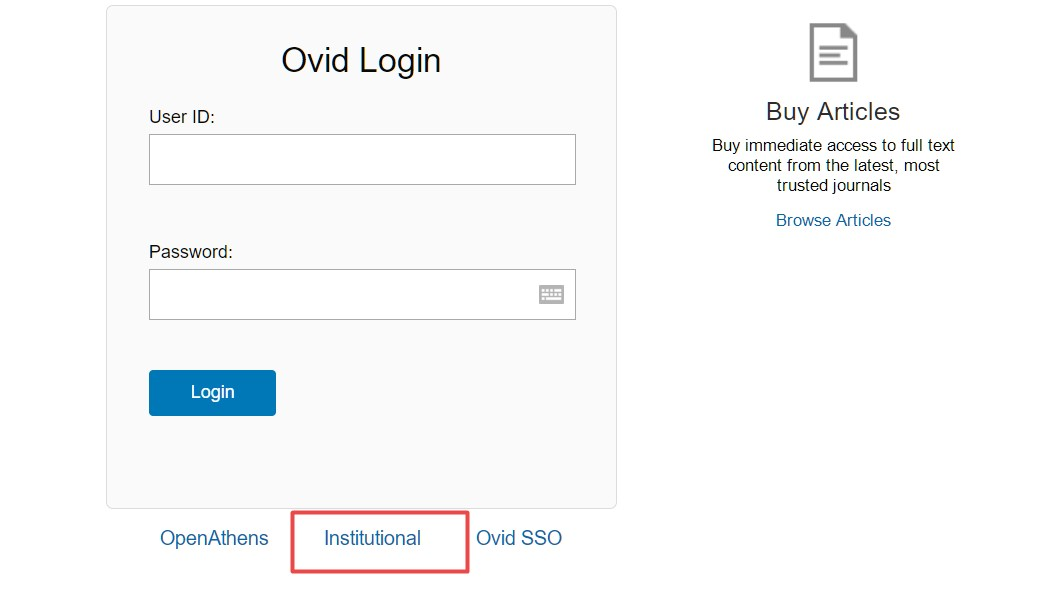 Ovid Login
User ID:
Password:
Login
OpenAthens
Institutional
Ovid SSO
Buy Articles
Buy immediate access to full text
content from the latest, most
trusted journals
Browse Articles